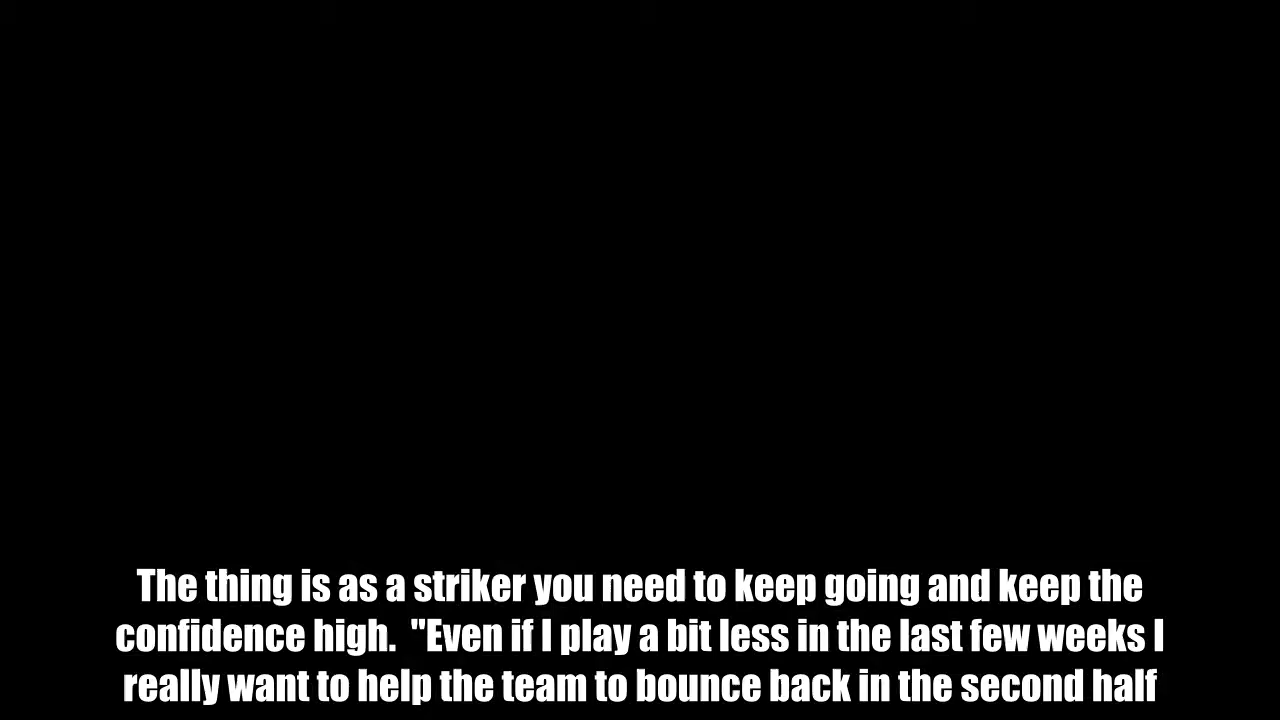 The thing is as a striker you need to keep going and keep the
confidence high.  "Even if I play a bit less in the last few weeks I
really want to help the team to bounce back in the second half